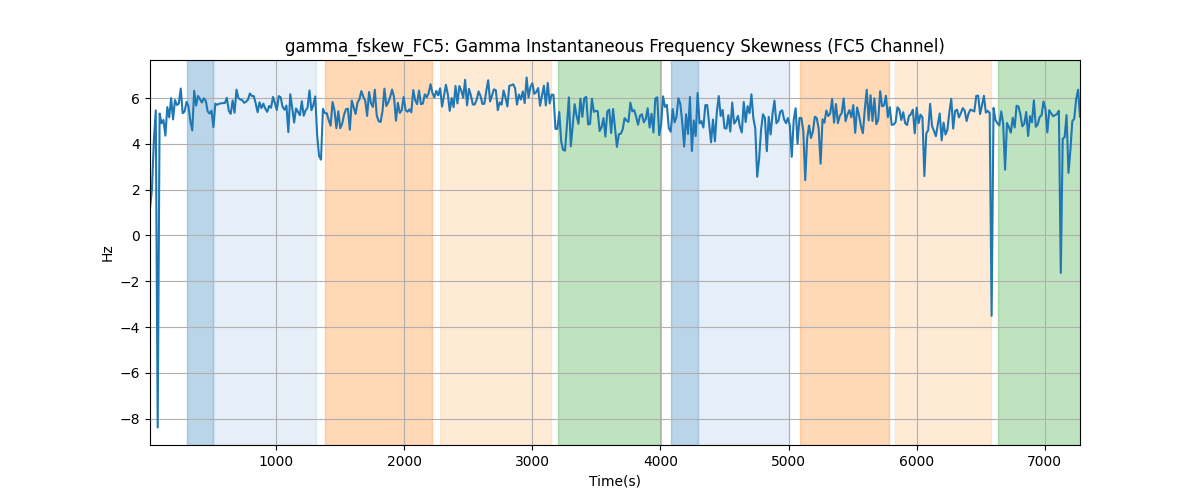 gamma_fskew_FC5: Gamma Instantaneous Frequency Skewness (FC5 Channel)
6
4
2
0
−2
−4
−6
−8
Hz
1000 2000 3000 4000 5000 6000 7000
Time(s)